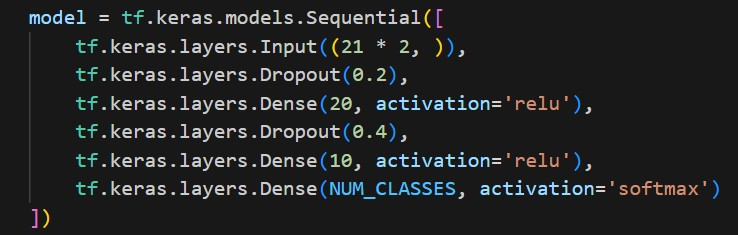 model = tf.keras.models.Sequential([
    tf.keras.layers.Input((21 * 2, )),
    tf.keras.layers.Dropout(0.2),
    tf.keras.layers.Dense(20, activation='relu'),
    tf.keras.layers.Dropout(0.4),
    tf.keras.layers.Dense(10, activation='relu'),
    tf.keras.layers.Dense(NUM_CLASSES, activation='softmax')
])